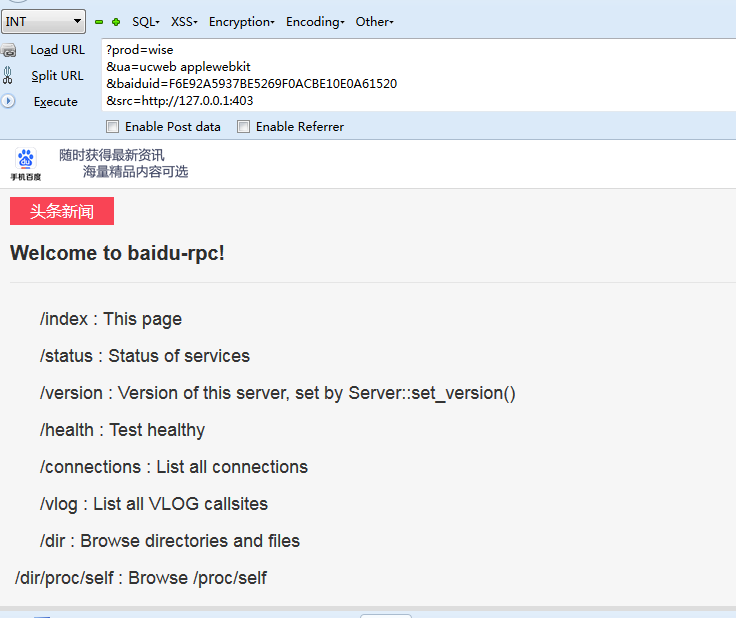 INT SQL XSS Encryption Encoding Other
Load URL
Split URL
Execute
?prod=wise
&ua=ucweb applewebkit
&baiduid=F6E92A5937BE5269F0ACBE10E0A61520
&src=http://127.0.0.1:403
Enable Post data Enable Referrer
du
手机百度
随时获得最新资讯
海量精品内容可选
头条新闻
Welcome to baidu-rpc!
/index : This page
/status : Status of services
/version : Version of this server, set by Server::set_version()
/health : Test healthy
/connections : List all connections
/vlog : List all VLOG callsites
/dir : Browse directories and files
/dir/proc/self : Browse /proc/self